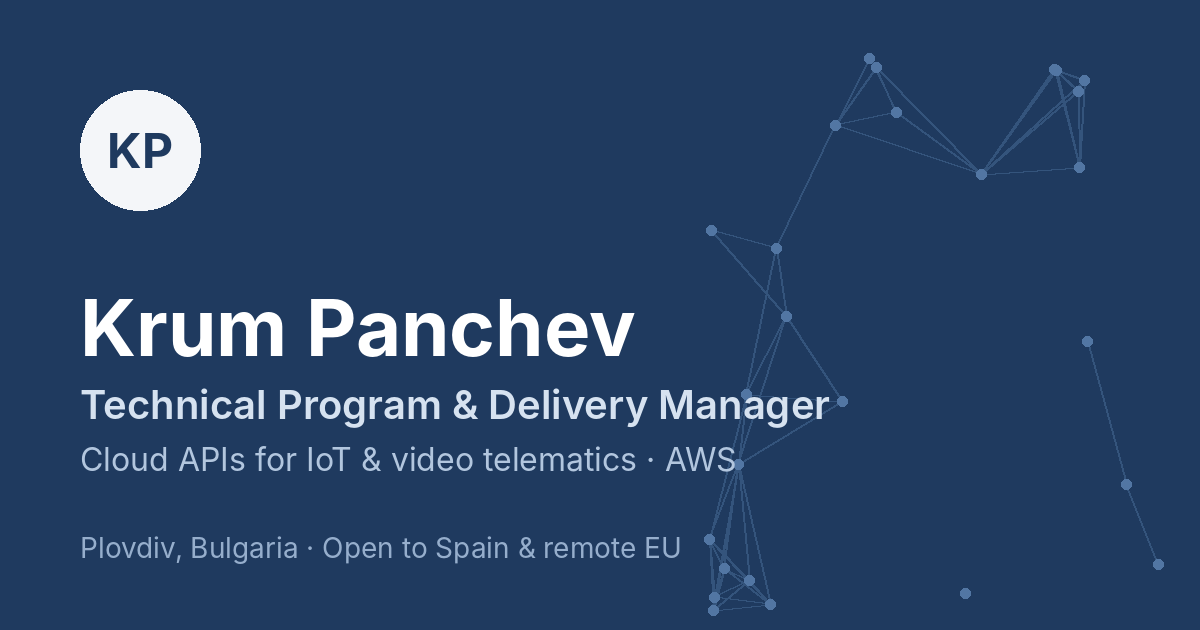 KP
Krum Panchev
Technical Program & Delivery Manager
Cloud APIs for IoT & video telematics · AWS
Plovdiv, Bulgaria · Open to Spain & remote EU